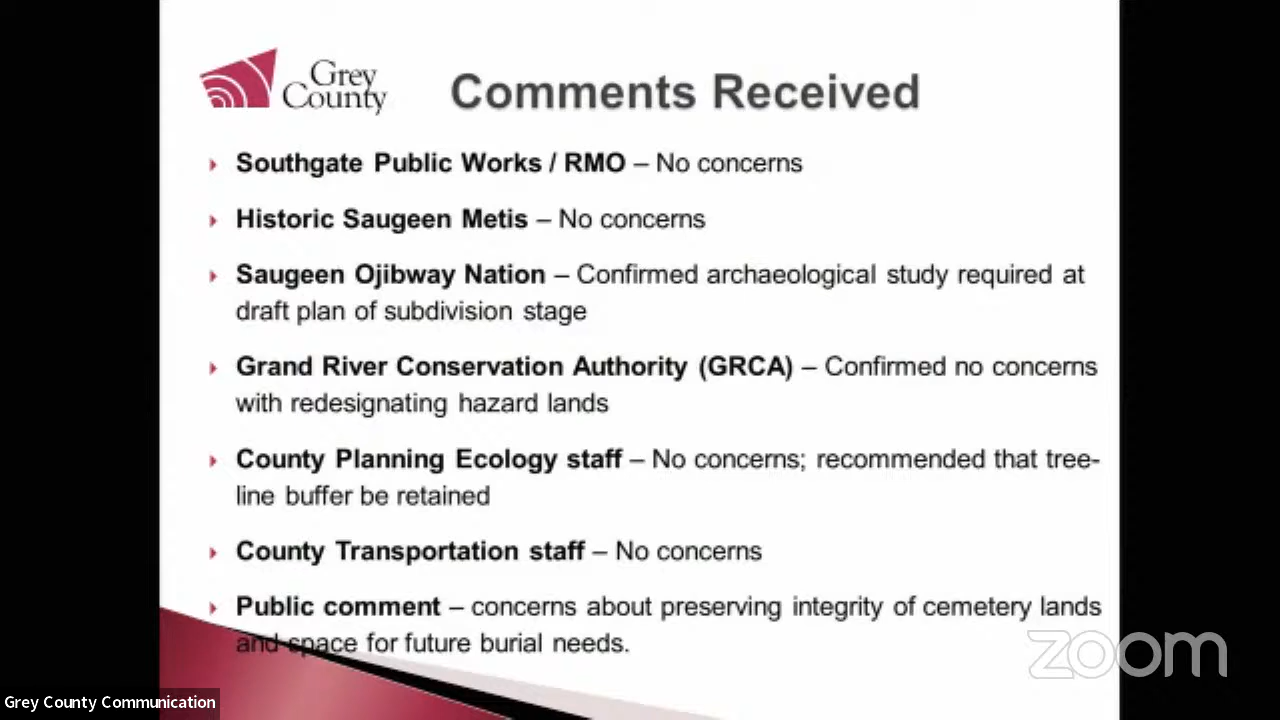 Grey
County
Comments Received
Southgate Public Works / RMO – No concerns
Historic Saugeen Metis – No concerns
Saugeen Ojibway Nation – Confirmed archaeological study required at
draft plan of subdivision stage
Grand River Conservation Authority (GRCA) – Confirmed no concerns
with redesignating hazard lands
County Planning Ecology staff – No concerns; recommended that tree-
line buffer be retained
County Transportation staff – No concerns
Public comment – concerns about preserving integrity of cemetery lands
and space for future burial needs.
zoom
Grey County Communication